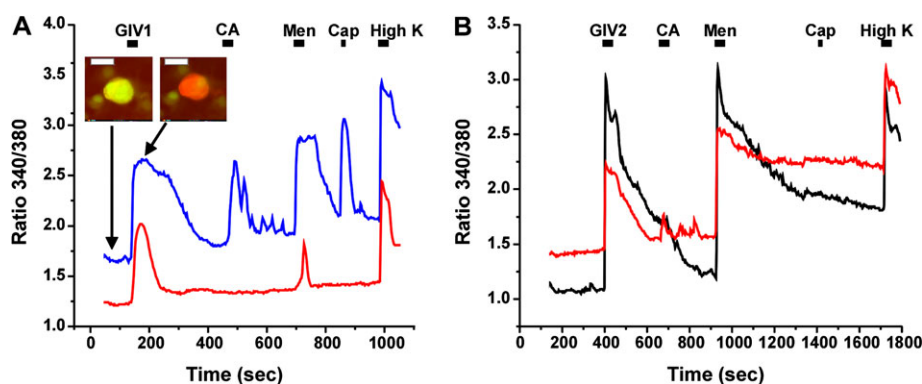 A
GIV1 CA Men Cap High K
4.0
3.5
3.0
2.5
2.0
1.5
1.0
Ratio 340/380
0 200 400 600 800 1000
Time (sec)
B
GIV2 CA Men Cap High K
3.5
3.0
2.5
2.0
1.5
1.0
Ratio 340/380
0 200 400 600 800 1000 1200 1400 1600 1800
Time (sec)